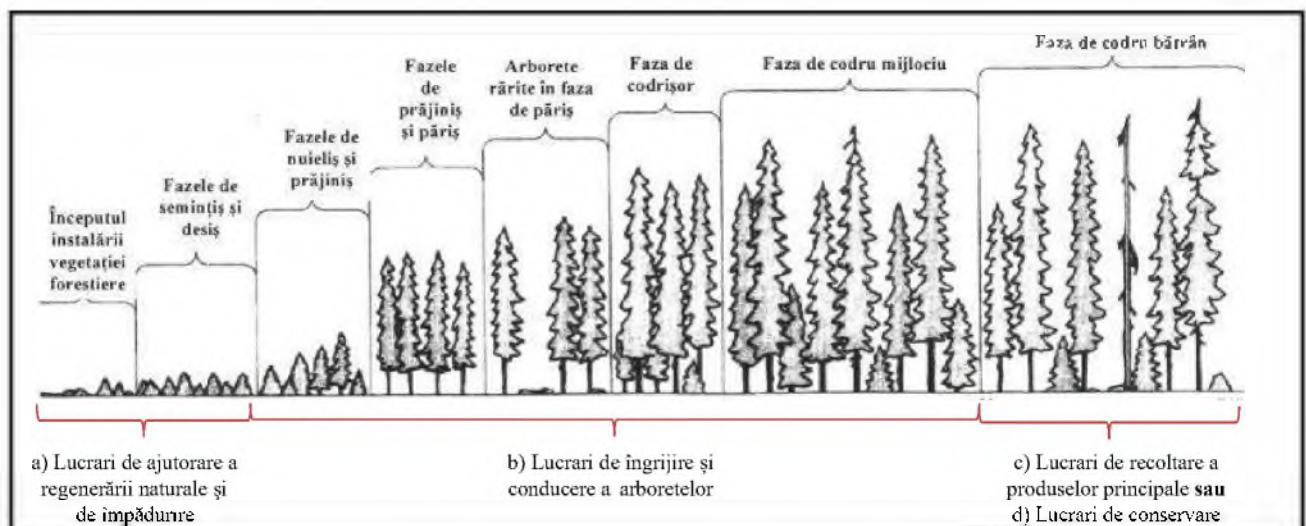 Începutul
instalării
vegetației
forestiere
Fazele de
semințiș și
desiș
Fazele de
nuieliș și
prăjiniș
Fazele
de
prăjiniș
și păriș
Arborete
rărite în faza
de păriș
Faza de
codrișor
Faza de codru mijlociu
Faza de codru bătrân
a) Lucrari de ajutorare a
regenerării naturale și
de împădurire
b) Lucrari de îngrijire și
conducere a arboretelor
c) Lucrari de recoltare a
produselor principale sau
d) Lucrari de conservare